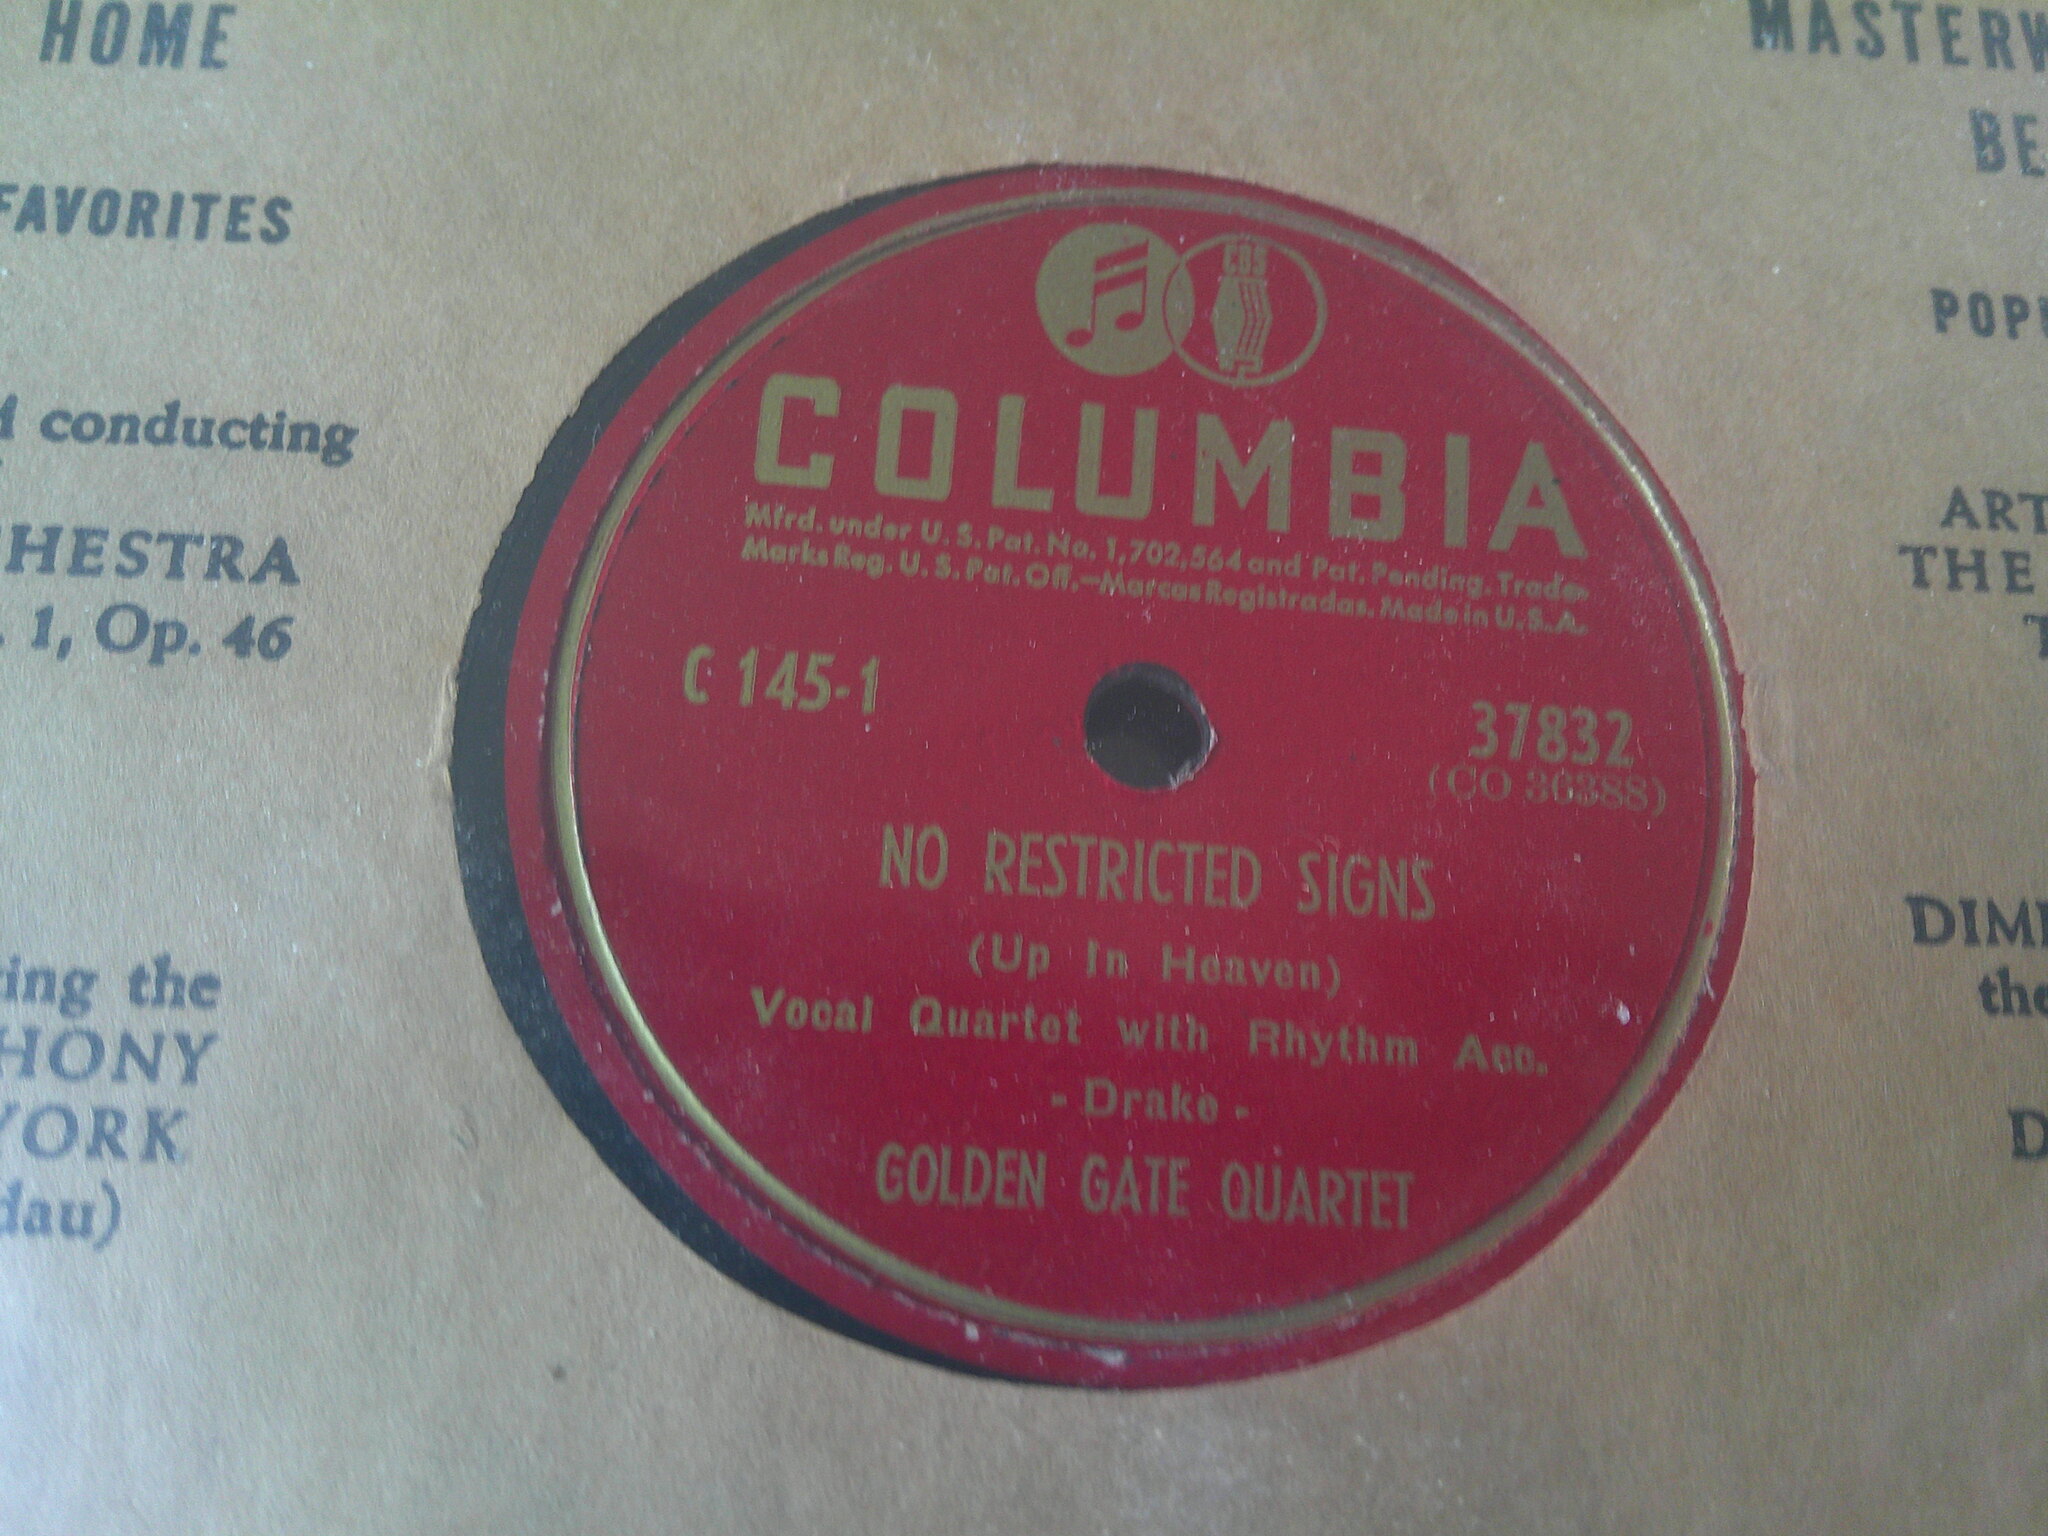 HOME
FAVORITES
d conducting
HESTRA
. 1, Op. 46
ing the
HONY
YORK
dau)
CBS
COLUMBIA
Mfrd. under U. S. Pat. No. 1,702,564 and Pat. Pending. Trade-
Marks Reg. U. S. Pat. Off.—Marcas Registradas. Made in U.S.A.
C 145-1
37832
(CO 36388)
NO RESTRICTED SIGNS
(Up In Heaven)
Vocal Quartet with Rhythm Acc.
- Drake -
GOLDEN GATE QUARTET
MASTERW
BE
POP
ART
THE
T
DIM
the
D